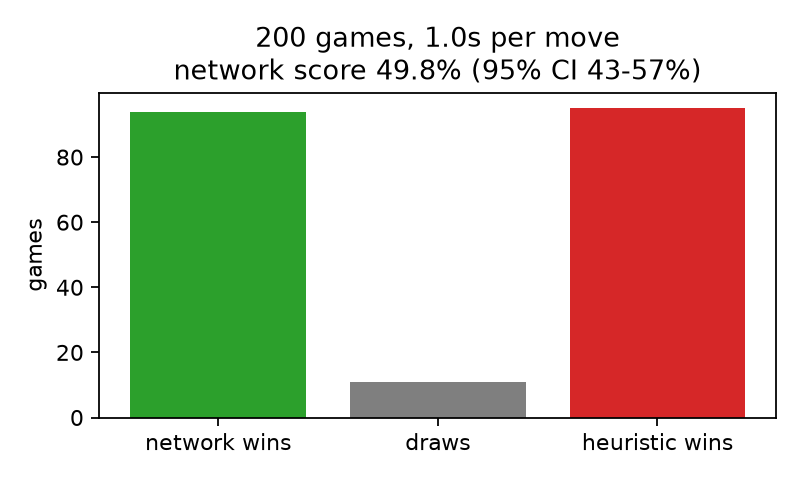 200 games, 1.0s per move
network score 49.8% (95% CI 43-57%)
games
80
60
40
20
0
network wins
draws
heuristic wins